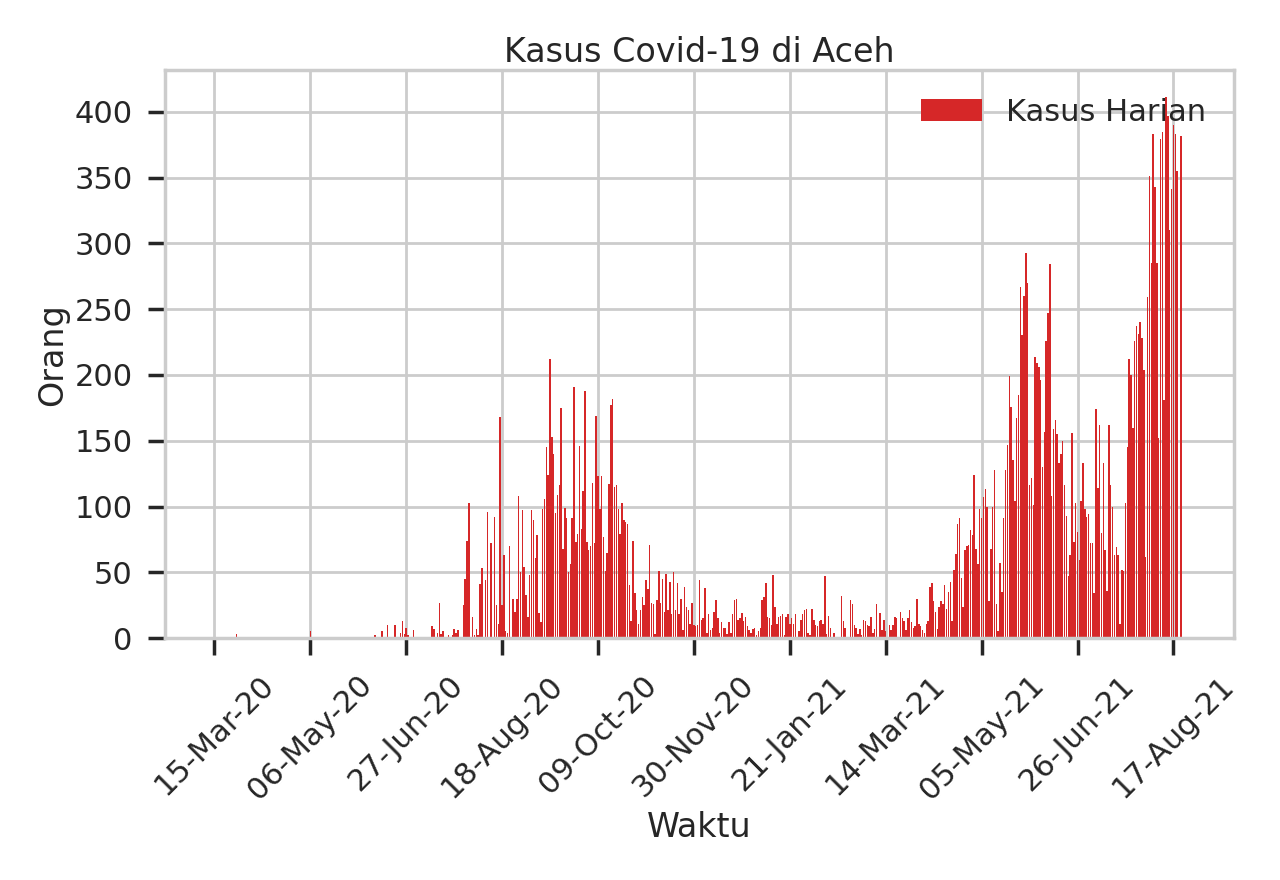 Kasus Covid-19 di Aceh
Kasus Harian
Orang
400
350
300
250
200
150
100
50
0
15-Mar-20
06-May-20
27-Jun-20
18-Aug-20
09-Oct-20
30-Nov-20
21-Jan-21
14-Mar-21
05-May-21
26-Jun-21
17-Aug-21
Waktu